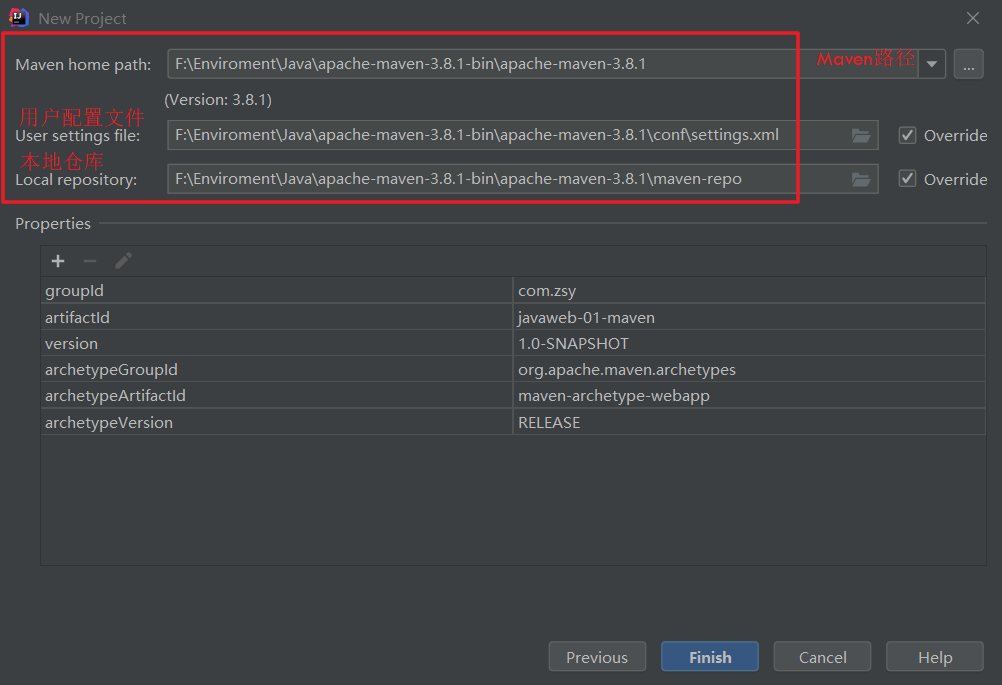 New Project
Maven home path: F:\Enviroment\Java\apache-maven-3.8.1-bin\apache-maven-3.8.1 Maven路径 ...
(Version: 3.8.1)
用户配置文件
User settings file: F:\Enviroment\Java\apache-maven-3.8.1-bin\apache-maven-3.8.1\conf\settings.xml Override
本地仓库
Local repository: F:\Enviroment\Java\apache-maven-3.8.1-bin\apache-maven-3.8.1\maven-repo Override
Properties
groupId com.zsy
artifactId javaweb-01-maven
version 1.0-SNAPSHOT
archetypeGroupId org.apache.maven.archetypes
archetypeArtifactId maven-archetype-webapp
archetypeVersion RELEASE
Previous Finish Cancel Help